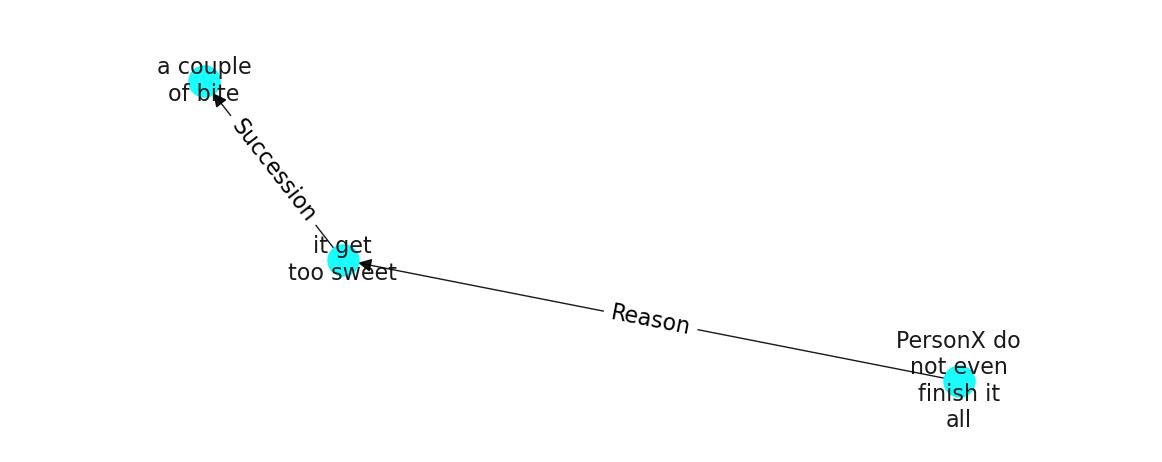 a couple
of bite
Succession
it get
too sweet
Reason
PersonX do
not even
finish it
all